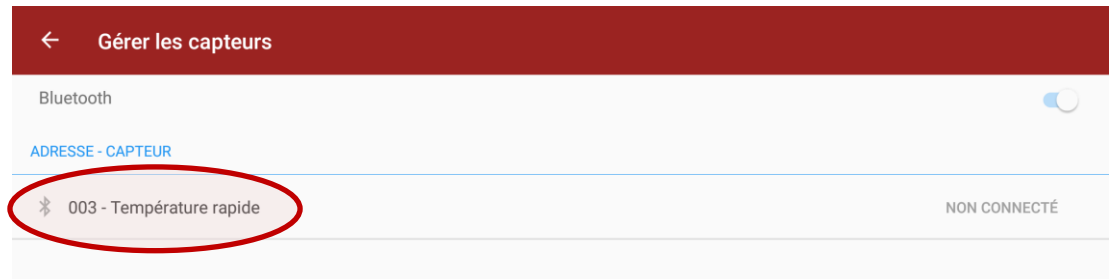 Gérer les capteurs
Bluetooth
ADRESSE - CAPTEUR
003 - Température rapide NON CONNECTÉ